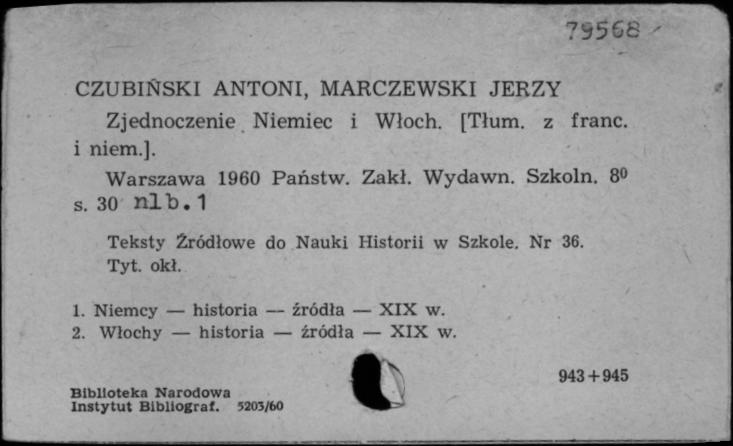 79568
CZUBIŃSKI ANTONI, MARCZEWSKI JERZY
Zjednoczenie Niemiec i Włoch. [Tłum. z franc.
i niem.].
Warszawa 1960 Państw. Zakł. Wydawn. Szkoln. 8⁰
s. 30 nlb.1
Teksty Źródłowe do Nauki Historii w Szkole. Nr 36.
Tyt. okł.
1. Niemcy — historia — źródła — XIX w.
2. Włochy — historia — źródła — XIX w.
943+945
Biblioteka Narodowa
Instytut Bibliograf. 5203/60